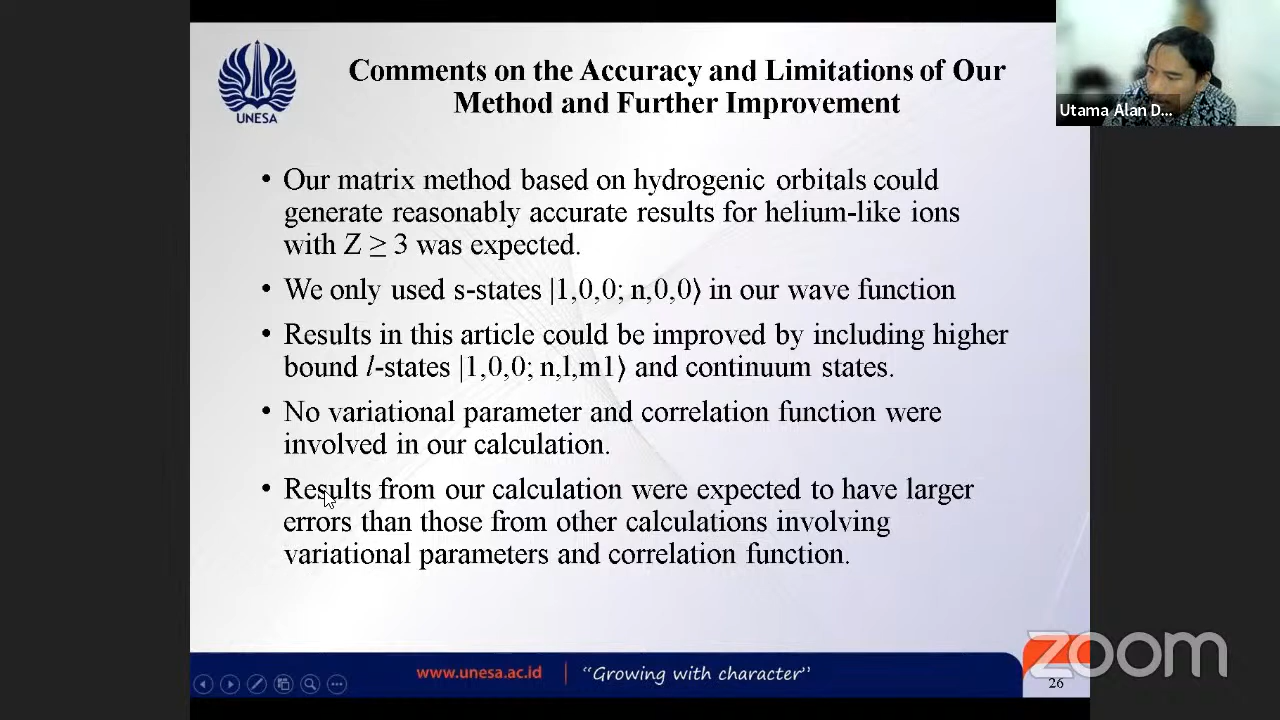 Comments on the Accuracy and Limitations of Our
Method and Further Improvement
UNESA
Utama Alan D...
• Our matrix method based on hydrogenic orbitals could
generate reasonably accurate results for helium-like ions
with Z ≥ 3 was expected.
• We only used s-states |1,0,0; n,0,0⟩ in our wave function
• Results in this article could be improved by including higher
bound l-states |1,0,0; n,l,m1⟩ and continuum states.
• No variational parameter and correlation function were
involved in our calculation.
• Results from our calculation were expected to have larger
errors than those from other calculations involving
variational parameters and correlation function.
www.unesa.ac.id | “Growing with character”
zoom
26